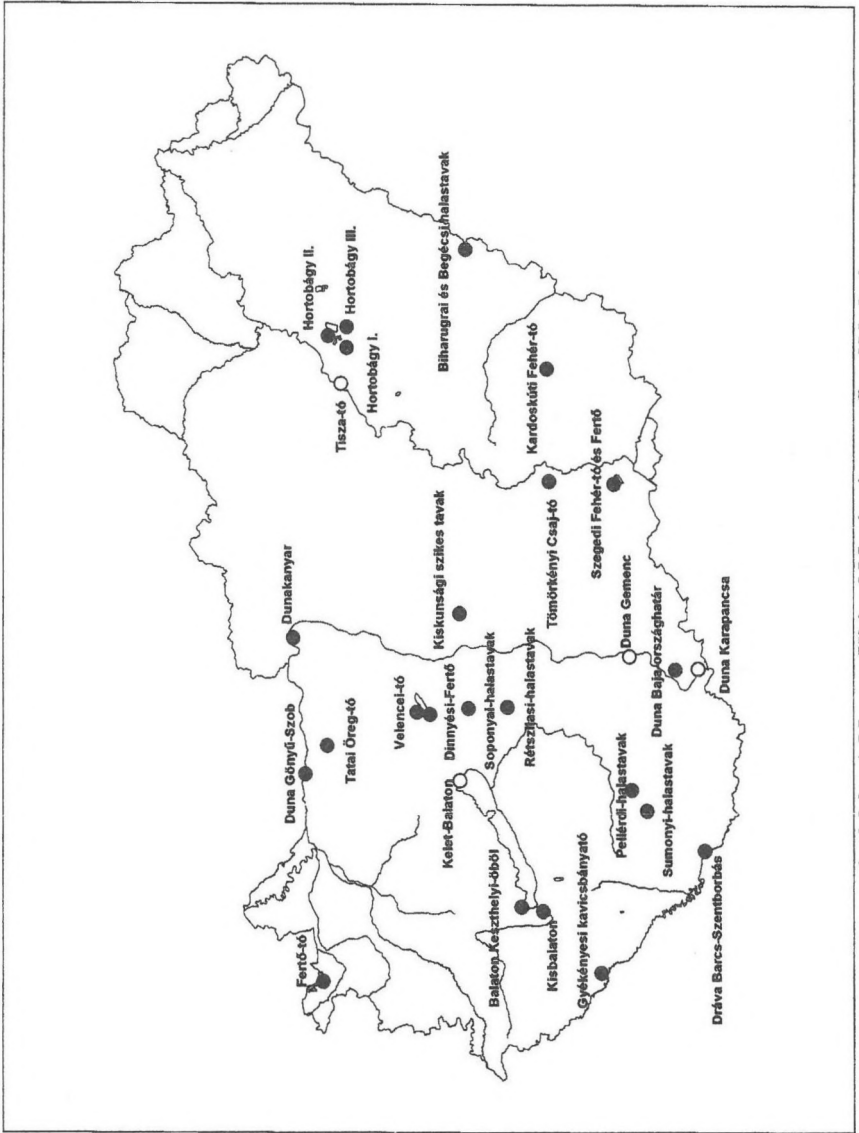 Fertő-tó
Duna Gönyű-Szob
Tatai Öreg-tó
Dunakanyar
Velencei-tó
Dinnyési-Fertő
Soponyai-halastavak
Rétszilasi-halastavak
Kelet-Balaton
Balaton Keszthelyi-öböl
Kisbalaton
Gyékényesi kavicsbányató
Dráva Barcs-Szentborbás
Sumonyi-halastavak
Pellérdi-halastavak
Duna Baja-országhatár
Duna Karapancsa
Duna Gemenc
Kiskunsági szikes tavak
Tömörkényi Csaj-tó
Szegedi Fehér-tó és Fertő
Kardoskúti Fehér-tó
Biharugrai és Begécsi halastavak
Tisza-tó
Hortobágy I.
Hortobágy II.
Hortobágy III.